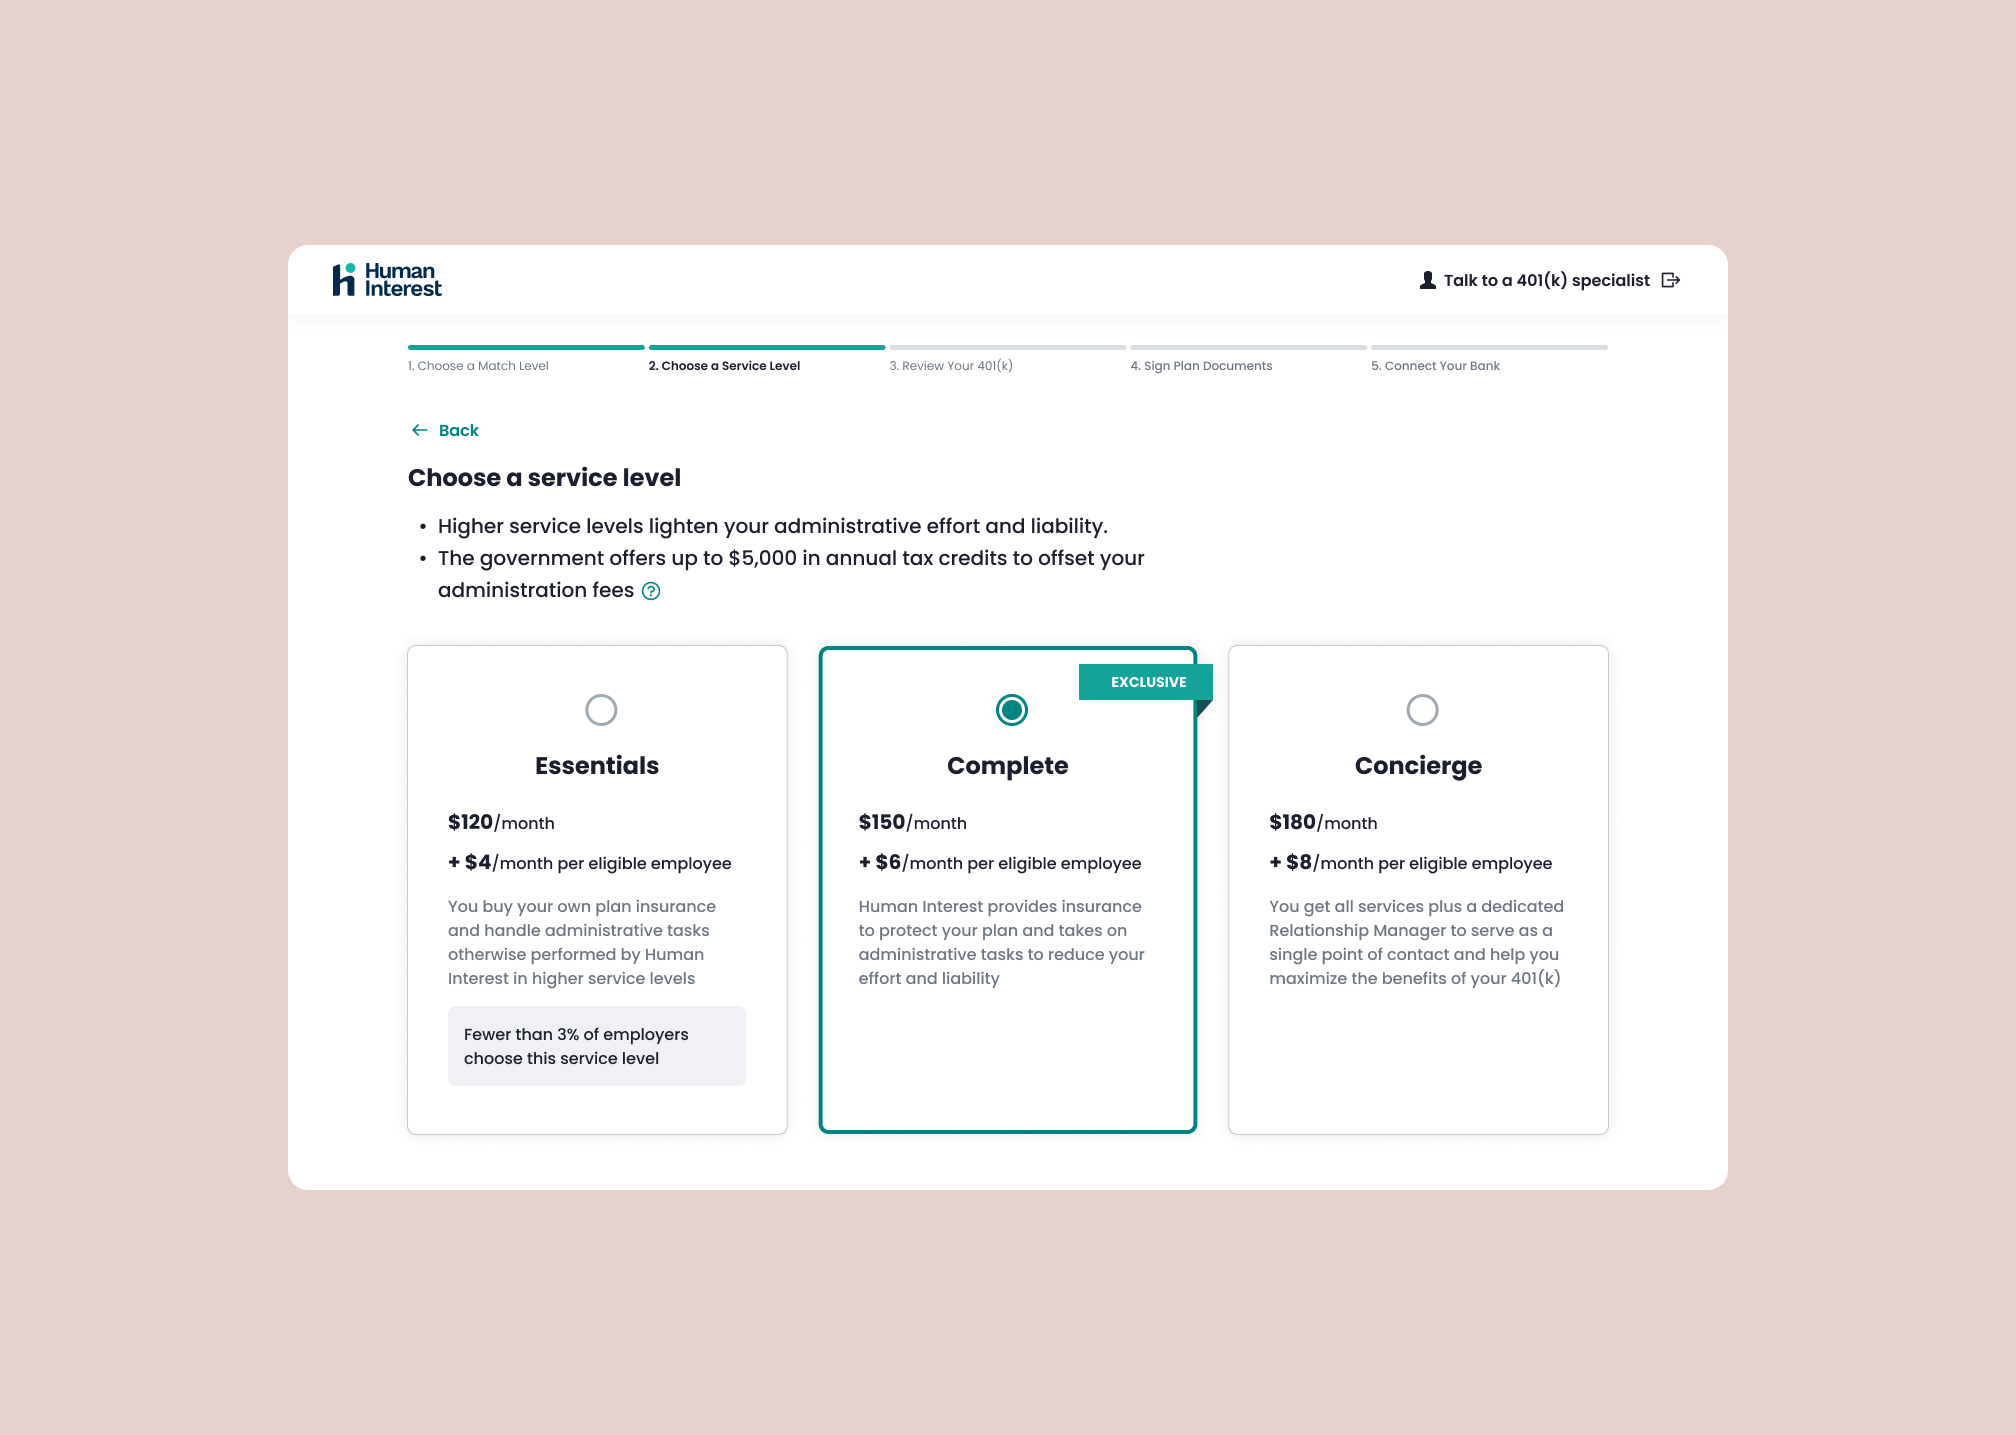 Human
Interest
Talk to a 401(k) specialist
1. Choose a Match Level
2. Choose a Service Level
3. Review Your 401(k)
4. Sign Plan Documents
5. Connect Your Bank
Back
Choose a service level
• Higher service levels lighten your administrative effort and liability.
• The government offers up to $5,000 in annual tax credits to offset your
administration fees ?
Essentials
$120/month
+ $4/month per eligible employee
You buy your own plan insurance
and handle administrative tasks
otherwise performed by Human
Interest in higher service levels
Fewer than 3% of employers
choose this service level
EXCLUSIVE
Complete
$150/month
+ $6/month per eligible employee
Human Interest provides insurance
to protect your plan and takes on
administrative tasks to reduce your
effort and liability
Concierge
$180/month
+ $8/month per eligible employee
You get all services plus a dedicated
Relationship Manager to serve as a
single point of contact and help you
maximize the benefits of your 401(k)